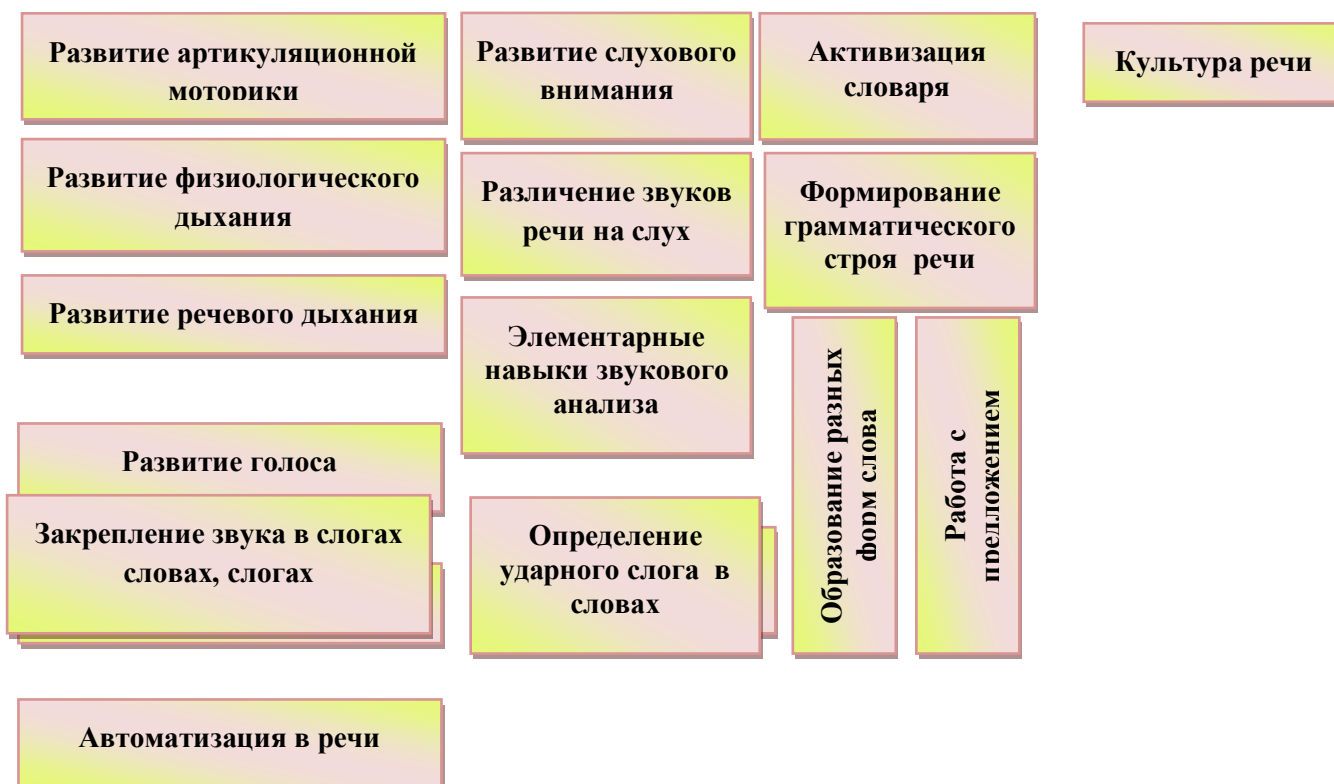 Развитие артикуляционной
моторики
Развитие физиологического
дыхания
Развитие речевого дыхания
Развитие голоса
Закрепление звука в слогах
словах, слогах
Автоматизация в речи
Развитие слухового
внимания
Различение звуков
речи на слух
Элементарные
навыки звукового
анализа
Определение
ударного слога в
словах
Активизация
словаря
Формирование
грамматического
строя речи
Образование разных
форм слова
Работа с
предложением
Культура речи